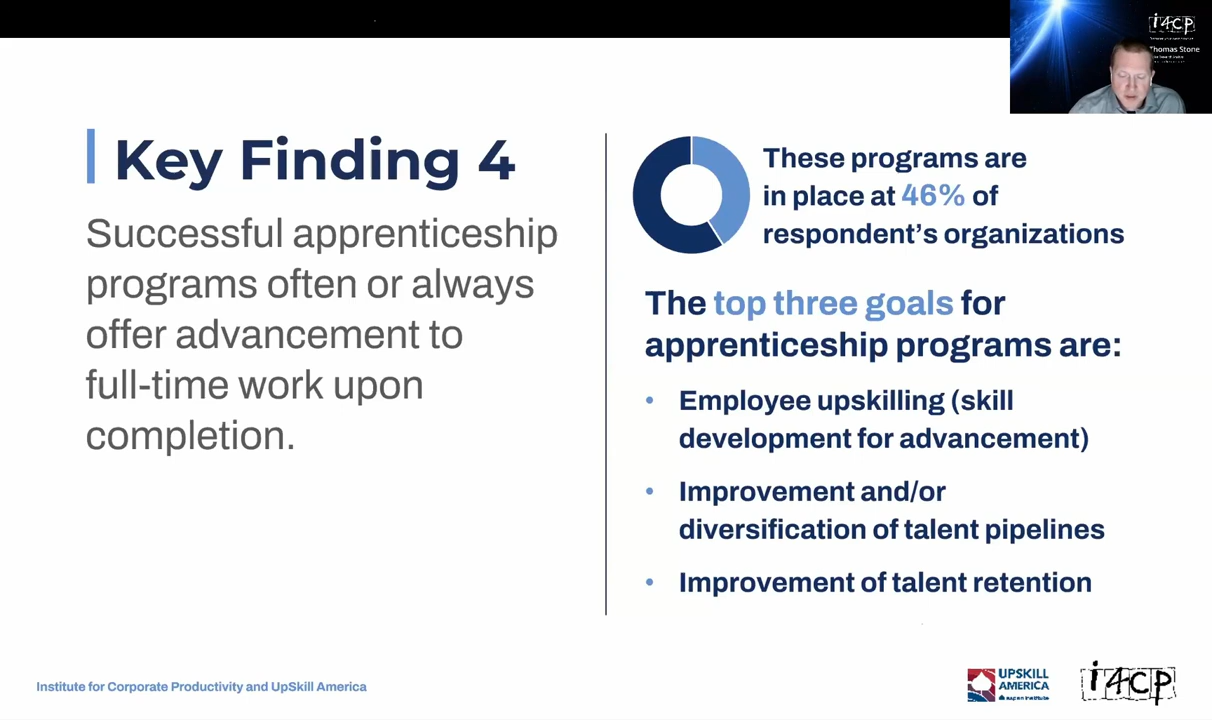 i4cp
Thomas Stone
Key Finding 4
Successful apprenticeship
programs often or always
offer advancement to
full-time work upon
completion.
These programs are
in place at 46% of
respondent’s organizations
The top three goals for
apprenticeship programs are:
• Employee upskilling (skill
development for advancement)
• Improvement and/or
diversification of talent pipelines
• Improvement of talent retention
Institute for Corporate Productivity and UpSkill America
UPSKILL
AMERICA
aspen institute
i4cp